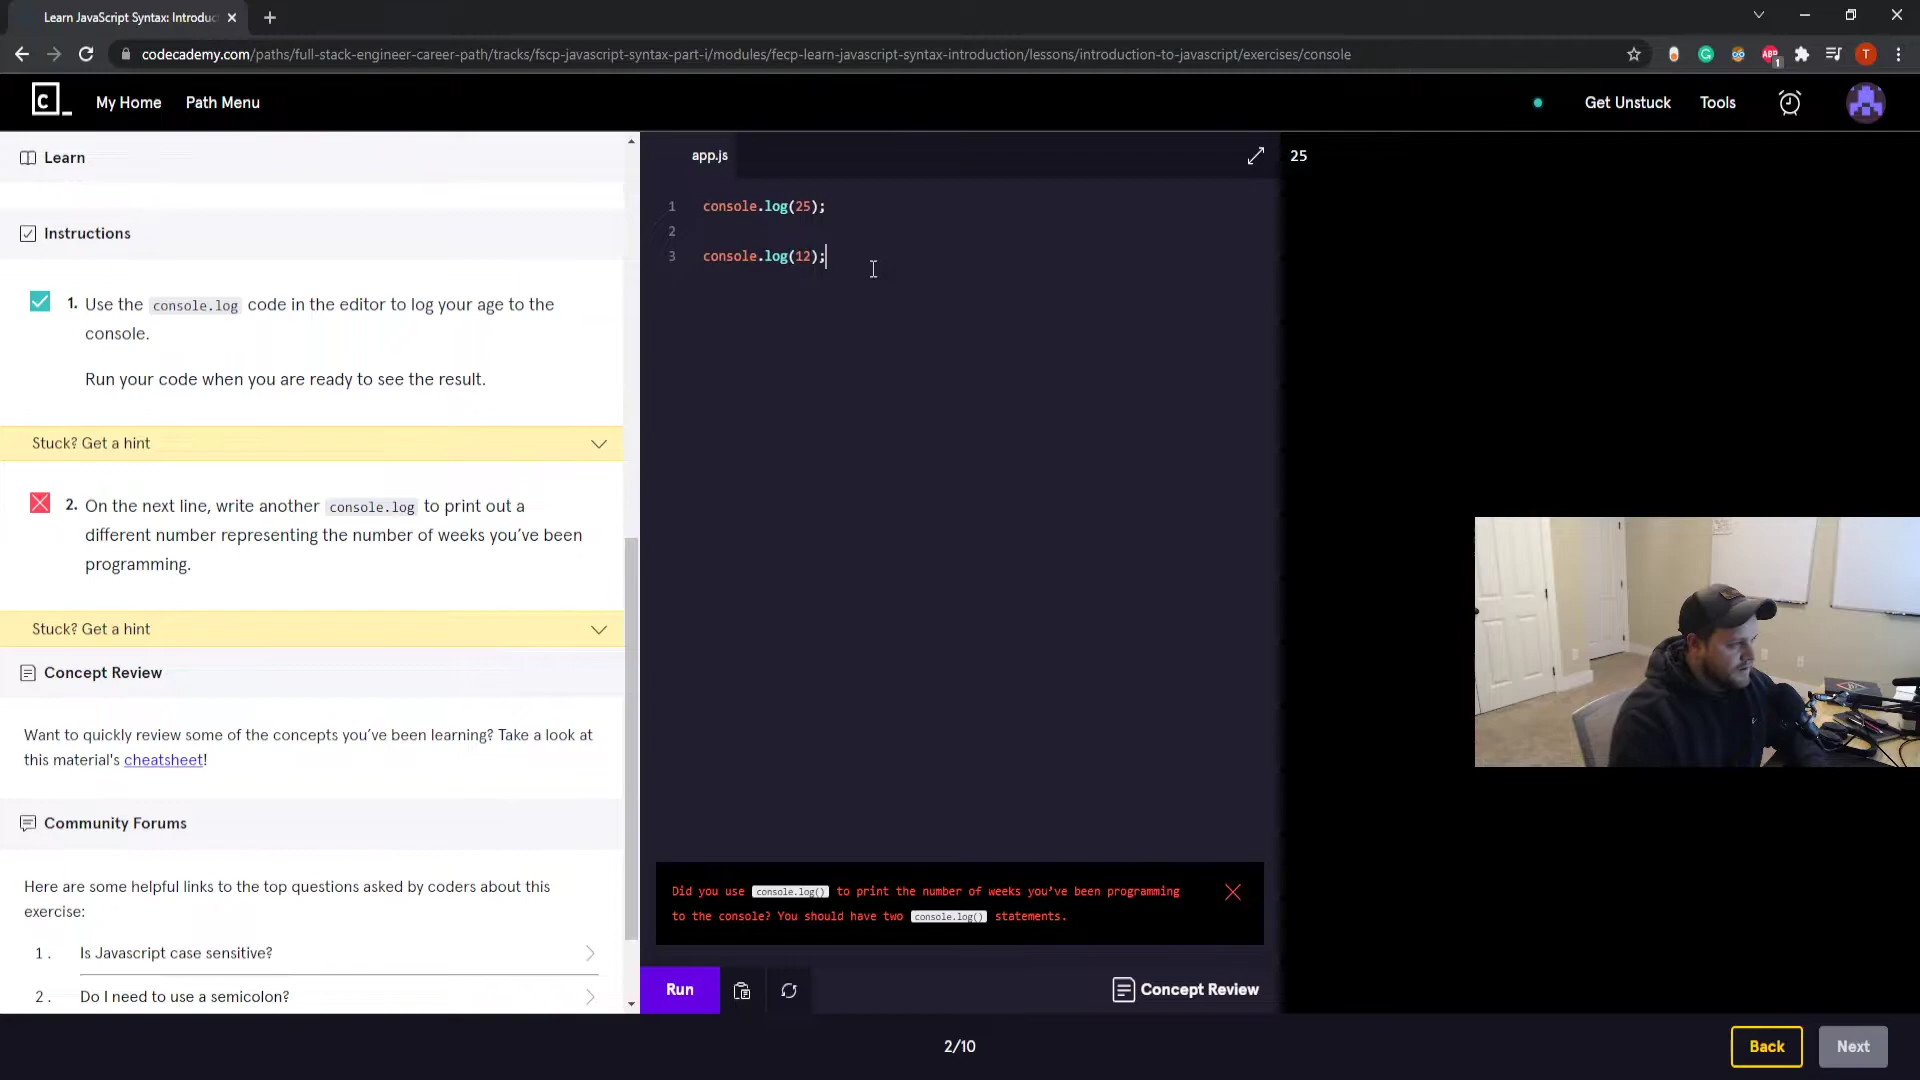 Learn JavaScript Syntax: Introduc
codecademy.com/paths/full-stack-engineer-career-path/tracks/fscp-javascript-syntax-part-i/modules/fecp-learn-javascript-syntax-introduction/lessons/introduction-to-javascript/exercises/console
ABP
1
T
C_
My Home
Path Menu
Get Unstuck
Tools
Learn
app.js
25
Instructions
1 console.log(25);
2
3 console.log(12);
1. Use the console.log code in the editor to log your age to the
console.
Run your code when you are ready to see the result.
Stuck? Get a hint
2. On the next line, write another console.log to print out a
different number representing the number of weeks you’ve been
programming.
Stuck? Get a hint
Concept Review
Want to quickly review some of the concepts you’ve been learning? Take a look at
this material's cheatsheet!
Community Forums
Here are some helpful links to the top questions asked by coders about this
exercise:
1. Is Javascript case sensitive?
2. Do I need to use a semicolon?
Did you use console.log() to print the number of weeks you’ve been programming
to the console? You should have two console.log() statements.
Run
Concept Review
2/10
Back
Next